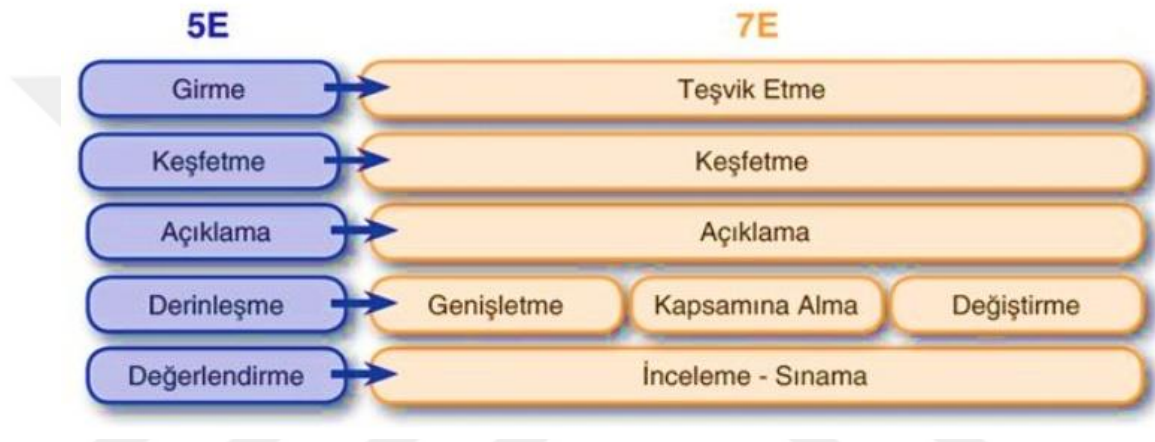 5E 7E
Girme Teşvik Etme
Keşfetme Keşfetme
Açıklama Açıklama
Derinleşme Genişletme Kapsamına Alma Değiştirme
Değerlendirme İnceleme - Sınama